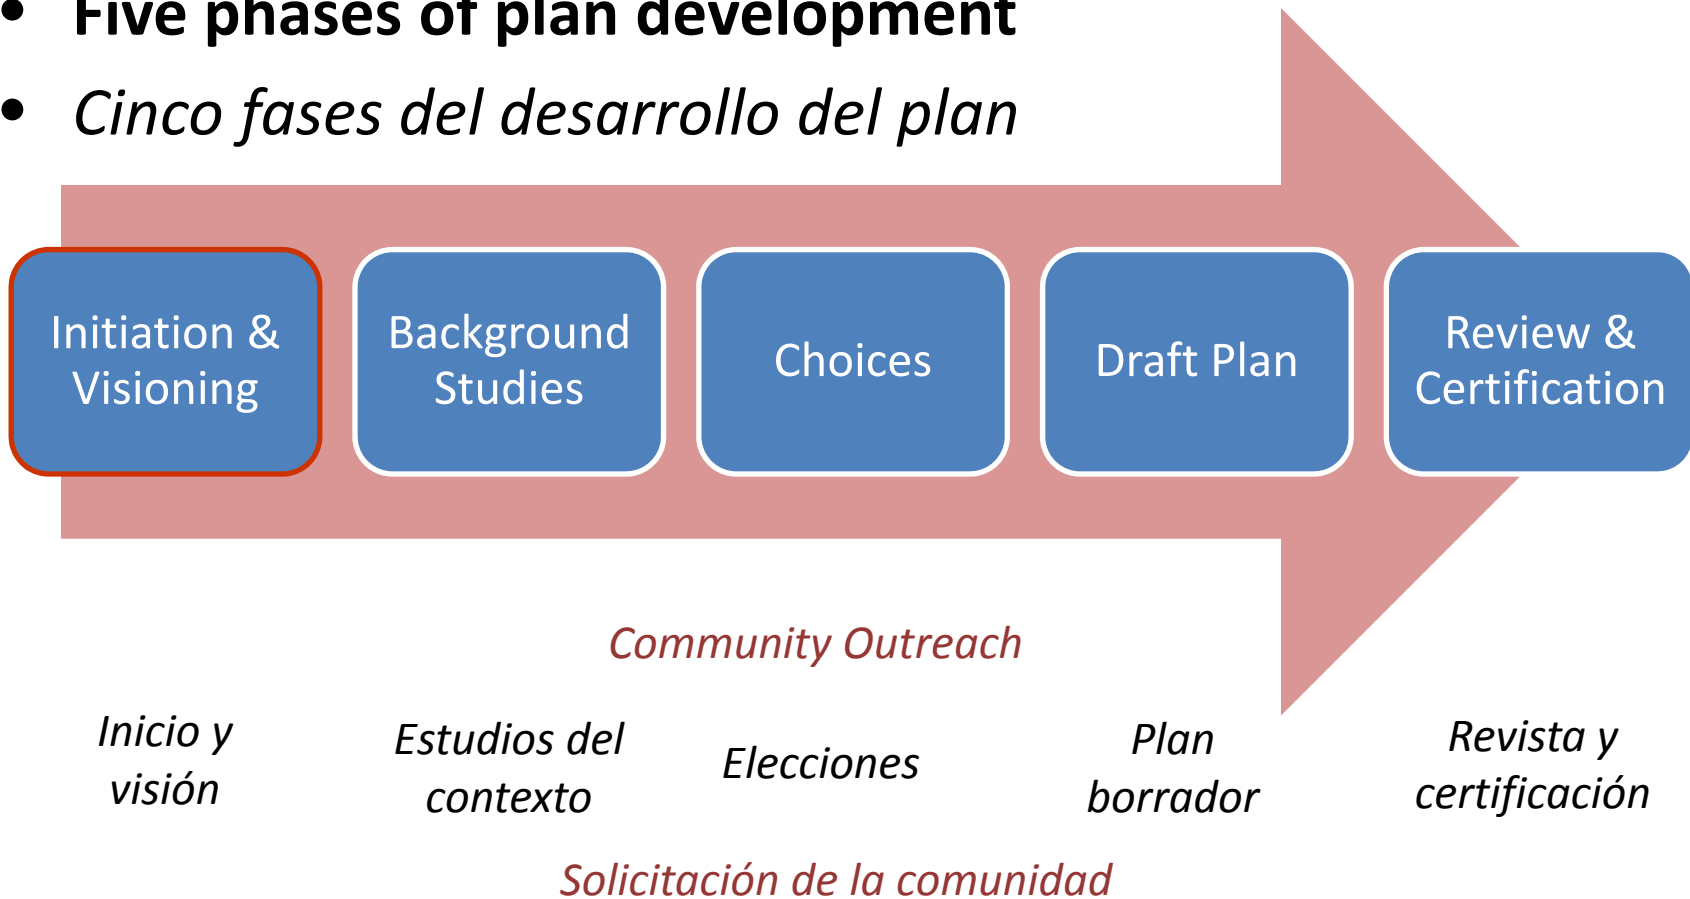 • Five phases of plan development
• Cinco fases del desarrollo del plan
Initiation &
Visioning
Background
Studies
Choices
Draft Plan
Review &
Certification
Community Outreach
Inicio y
visión
Estudios del
contexto
Elecciones
Plan
borrador
Revista y
certificación
Solicitación de la comunidad